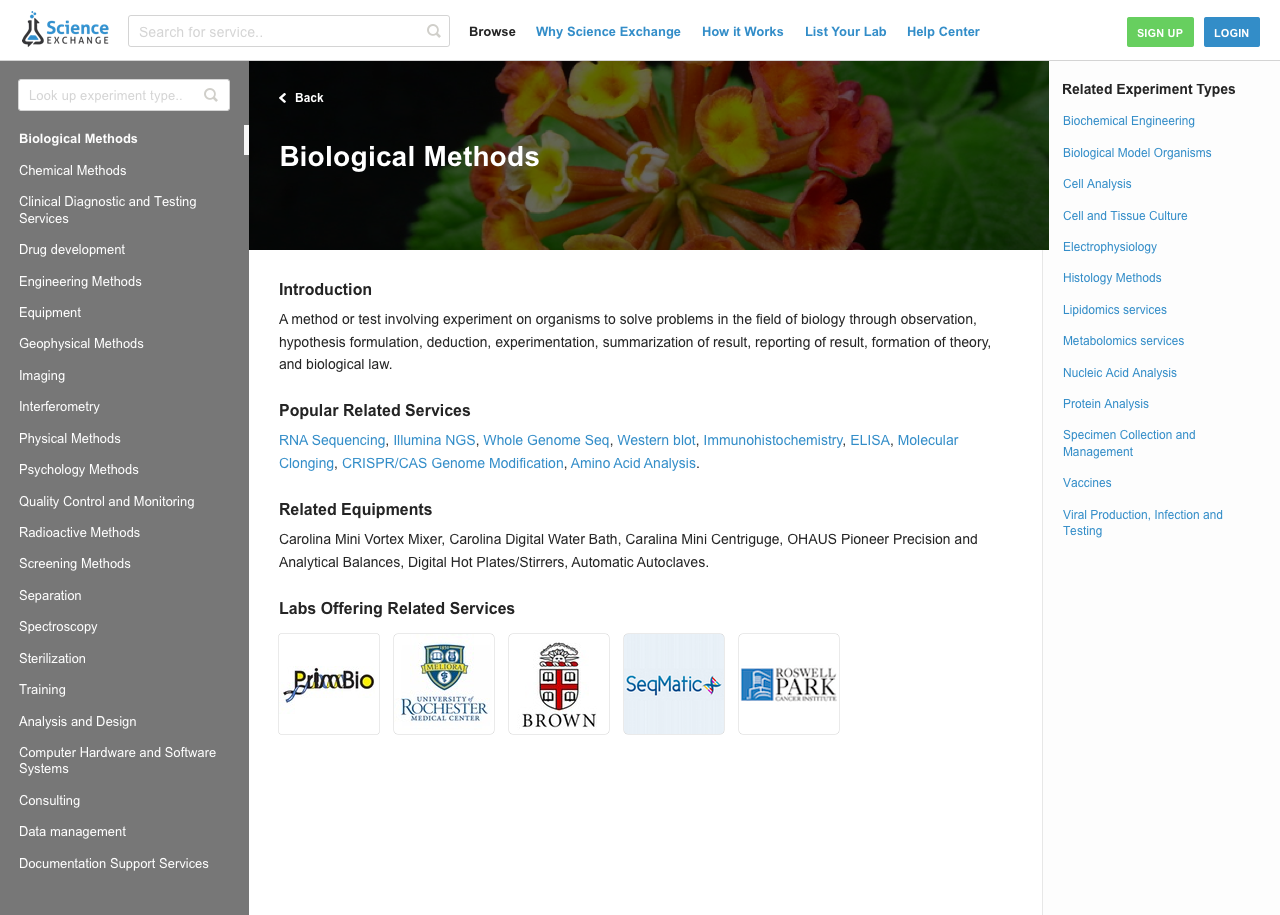 Science
EXCHANGE
Search for service..
Browse
Why Science Exchange
How it Works
List Your Lab
Help Center
SIGN UP
LOGIN
Look up experiment type..
Biological Methods
Chemical Methods
Clinical Diagnostic and Testing
Services
Drug development
Engineering Methods
Equipment
Geophysical Methods
Imaging
Interferometry
Physical Methods
Psychology Methods
Quality Control and Monitoring
Radioactive Methods
Screening Methods
Separation
Spectroscopy
Sterilization
Training
Analysis and Design
Computer Hardware and Software
Systems
Consulting
Data management
Documentation Support Services
Back
Biological Methods
Introduction
A method or test involving experiment on organisms to solve problems in the field of biology through observation,
hypothesis formulation, deduction, experimentation, summarization of result, reporting of result, formation of theory,
and biological law.
Popular Related Services
RNA Sequencing, Illumina NGS, Whole Genome Seq, Western blot, Immunohistochemistry, ELISA, Molecular
Clonging, CRISPR/CAS Genome Modification, Amino Acid Analysis.
Related Equipments
Carolina Mini Vortex Mixer, Carolina Digital Water Bath, Caralina Mini Centriguge, OHAUS Pioneer Precision and
Analytical Balances, Digital Hot Plates/Stirrers, Automatic Autoclaves.
Labs Offering Related Services
PrimBio
MELIORA
UNIVERSITY of
ROCHESTER
MEDICAL CENTER
BROWN
SeqMatic
ROSWELL
PARK
CANCER INSTITUTE
Related Experiment Types
Biochemical Engineering
Biological Model Organisms
Cell Analysis
Cell and Tissue Culture
Electrophysiology
Histology Methods
Lipidomics services
Metabolomics services
Nucleic Acid Analysis
Protein Analysis
Specimen Collection and
Management
Vaccines
Viral Production, Infection and
Testing